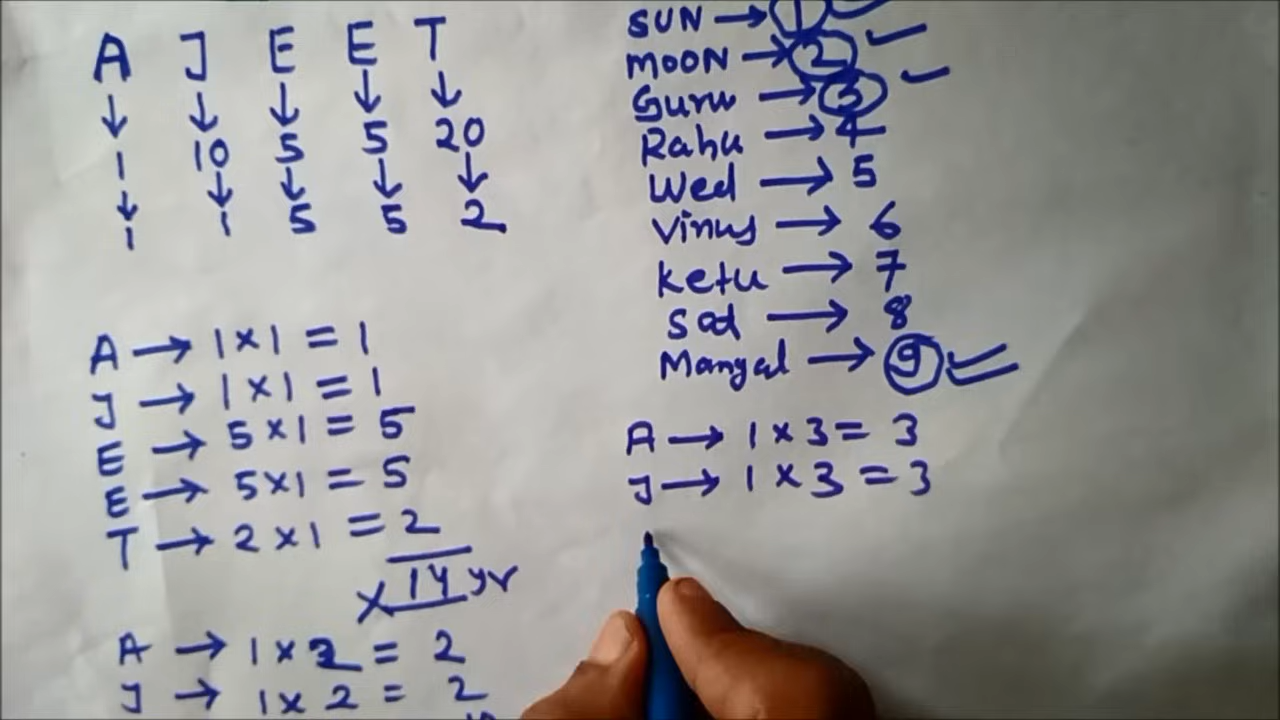 A J E E T
↓ ↓ ↓ ↓ ↓
1 10 5 5 20
↓ ↓ ↓ ↓ ↓
1 1 5 5 2
A → 1×1 = 1
J → 1×1 = 1
E → 5×1 = 5
E → 5×1 = 5
T → 2×1 = 2
× 14 yr
A → 1×2 = 2
J → 1×2 = 2
SUN → 1
MOON → 2
Guru → 3
Rahu → 4
Wed → 5
Vinus → 6
Ketu → 7
Sat → 8
Mangal → 9
A → 1×3 = 3
J → 1×3 = 3